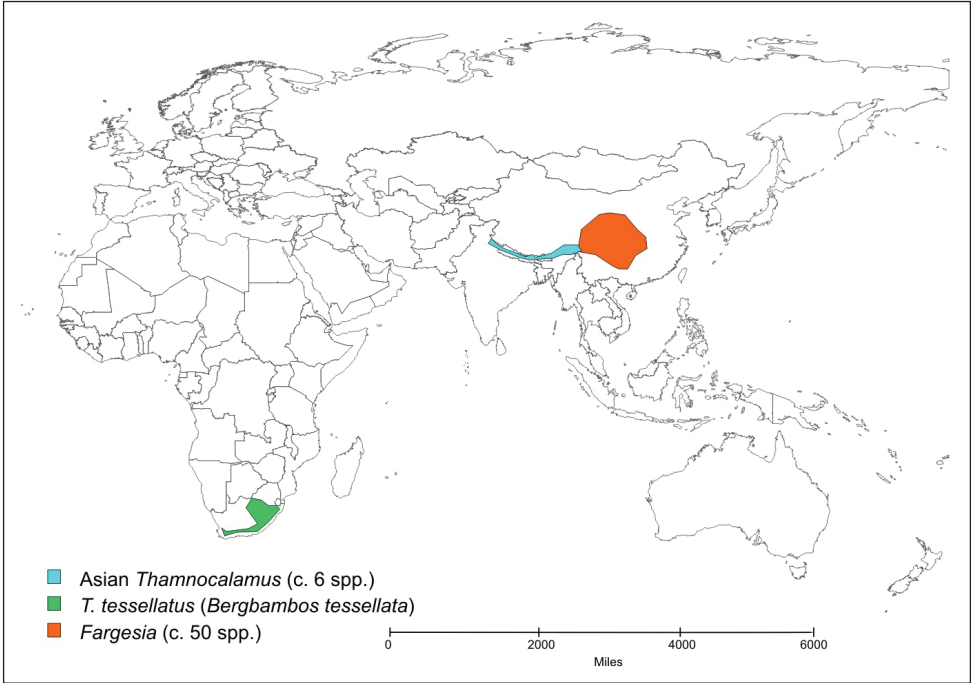 Asian Thamnocalamus (c. 6 spp.)
T. tessellatus (Bergbambos tessellata)
Fargesia (c. 50 spp.)
0 2000 4000 6000
Miles